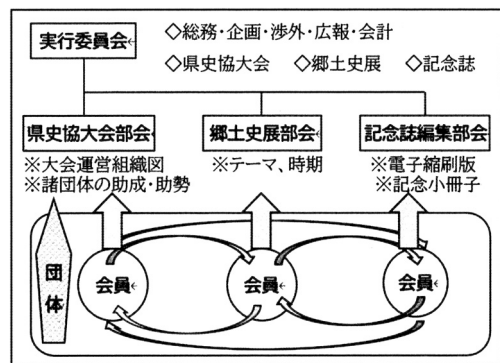 実行委員会
◇総務・企画・渉外・広報・会計
◇県史協大会 ◇郷土史展 ◇記念誌
県史協大会部会 郷土史展部会 記念誌編集部会
※大会運営組織図 ※テーマ、時期 ※電子縮刷版
※諸団体の助成・助勢 ※記念小冊子
団体
会員 会員 会員